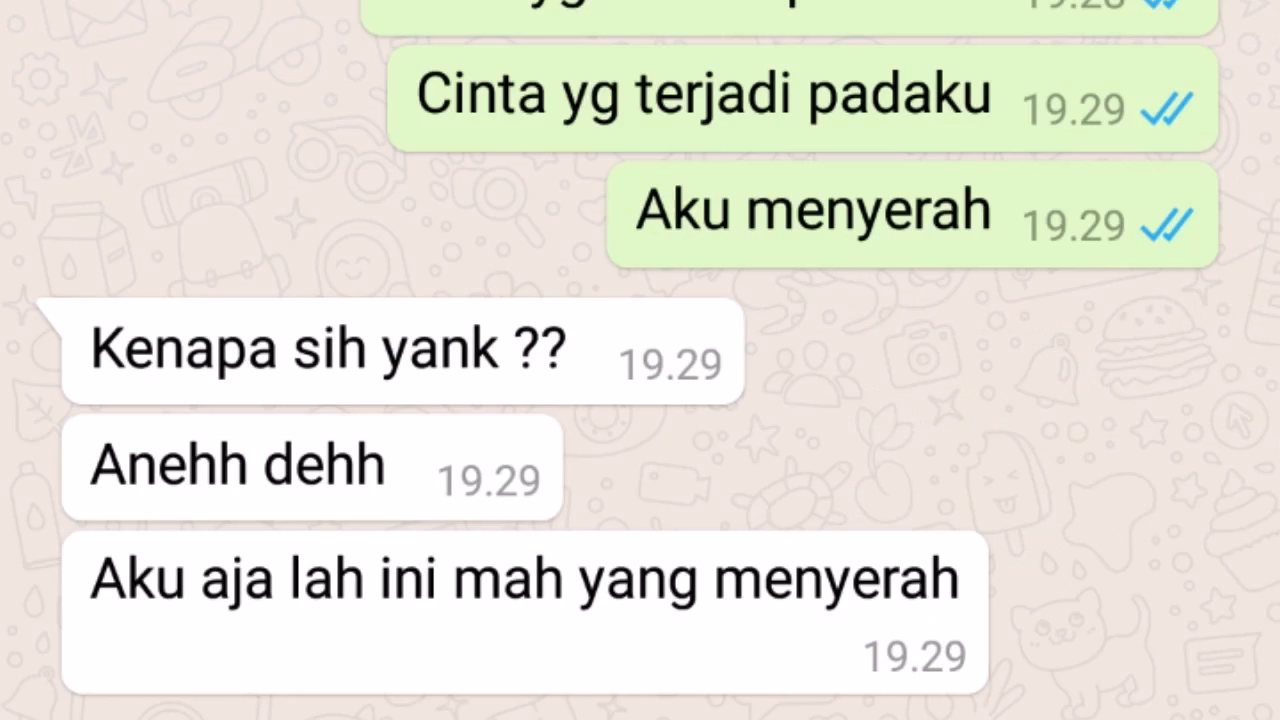 Cinta yg terjadi padaku 19.29
Aku menyerah 19.29
Kenapa sih yank ?? 19.29
Anehh dehh 19.29
Aku aja lah ini mah yang menyerah
19.29